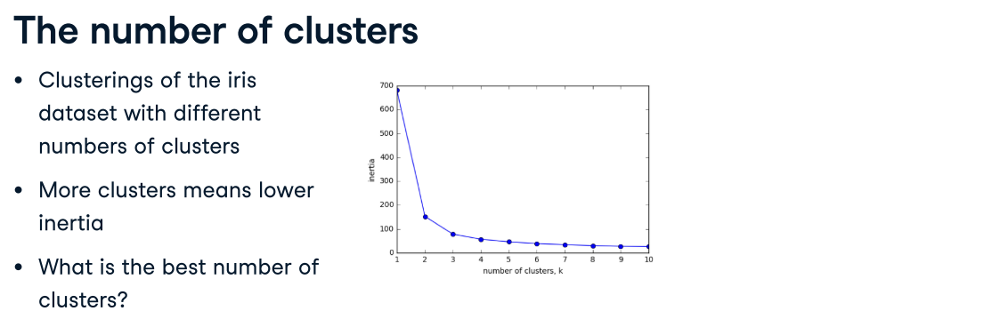 The number of clusters
• Clusterings of the iris
dataset with different
numbers of clusters
• More clusters means lower
inertia
• What is the best number of
clusters?
700
600
500
400
300
200
100
0
inertia
1 2 3 4 5 6 7 8 9 10
number of clusters, k